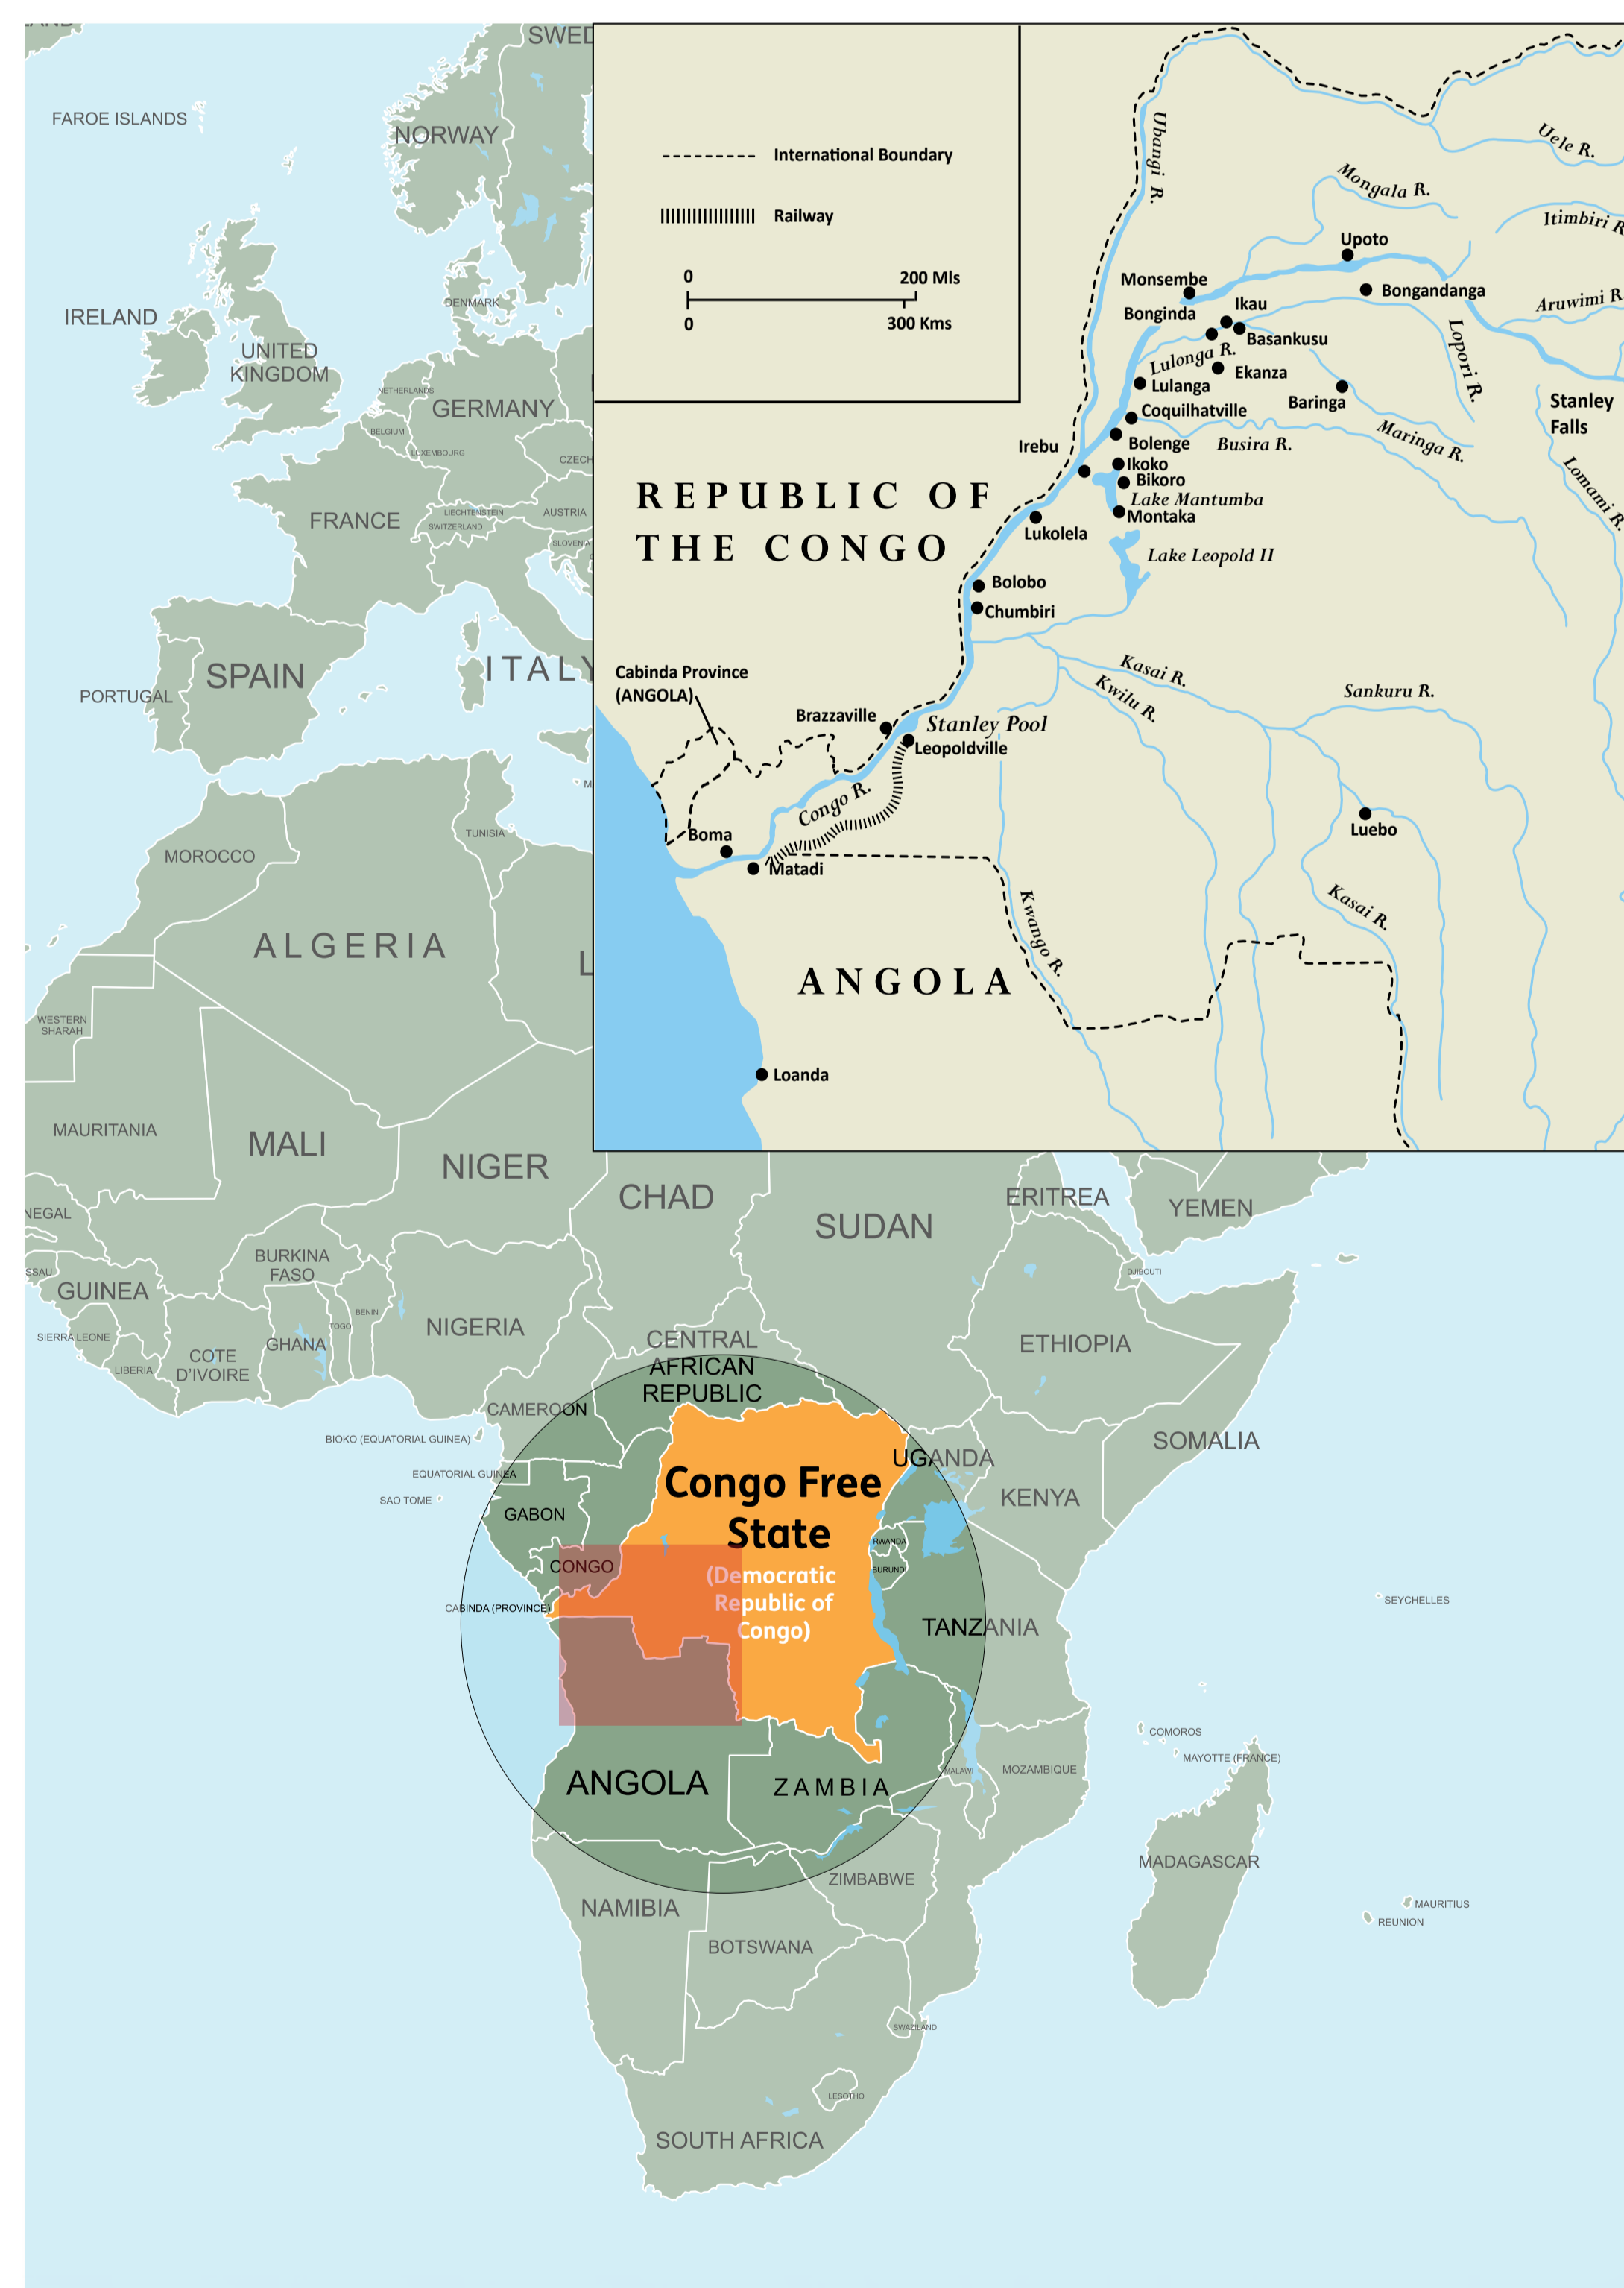 SWED
FAROE ISLANDS
NORWAY
IRELAND
DENMARK
UNITED
KINGDOM
NETHERLANDS
GERMANY
BELGIUM
LUXEMBOURG
CZECH
FRANCE
LIECHTENSTEIN
SWITZERLAND
AUSTRIA
SLOVENIA
SPAIN
PORTUGAL
ITALY
TUNISIA
MOROCCO
ALGERIA
L
WESTERN
SHARAH
MAURITANIA
MALI
NIGER
International Boundary
Railway
0
200 Mls
0
300 Kms
Ubangi R.
Uele R.
Mongala R.
Itimbiri R
Upoto
Monsembe
Bongandanga
Aruwimi R
Ikau
Bonginda
Basankusu
Lulonga R.
Lopori R.
Ekanza
Lulanga
Baringa
Stanley
Falls
Coquilhatville
Bolenge
Busira R.
Maringa R.
Irebu
Ikoko
Bikoro
Lomami R.
Lake Mantumba
Montaka
REPUBLIC OF
THE CONGO
Lukolela
Lake Leopold II
Bolobo
Chumbiri
Cabinda Province
(ANGOLA)
Kasai R.
Kwilu R.
Sankuru R.
Brazzaville
Stanley Pool
Leopoldville
Congo R.
Boma
Matadi
Luebo
Kwango R.
Kasai R.
ANGOLA
Loanda
CHAD
SUDAN
ERITREA
YEMEN
NEGAL
BURKINA
FASO
SSAU
GUINEA
DJIBOUTI
BENIN
SIERRA LEONE
TOGO
GHANA
NIGERIA
LIBERIA
COTE
D'IVOIRE
CENTRAL
AFRICAN
REPUBLIC
ETHIOPIA
CAMEROON
BIOKO (EQUATORIAL GUINEA)
SOMALIA
UGANDA
EQUATORIAL GUINEA
KENYA
SAO TOME
GABON
Congo Free
State
RWANDA
CONGO
BURUNDI
(Democratic
Republic of
Congo)
CABINDA (PROVINCE)
TANZANIA
SEYCHELLES
COMOROS
MAYOTTE (FRANCE)
MALAWI
MOZAMBIQUE
ANGOLA
ZAMBIA
MADAGASCAR
ZIMBABWE
NAMIBIA
MAURITIUS
REUNION
BOTSWANA
SWAZILAND
LESOTHO
SOUTH AFRICA